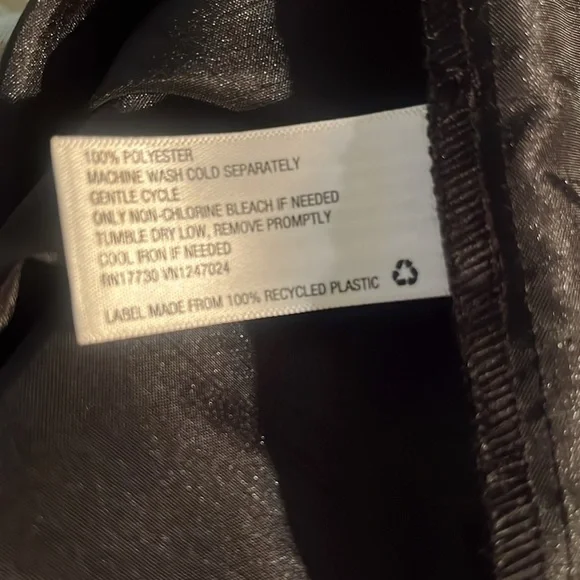 100% POLYESTER
MACHINE WASH COLD SEPARATELY
GENTLE CYCLE
ONLY NON-CHLORINE BLEACH IF NEEDED
TUMBLE DRY LOW, REMOVE PROMPTLY
COOL IRON IF NEEDED
RN17730 VN1247024
LABEL MADE FROM 100% RECYCLED PLASTIC